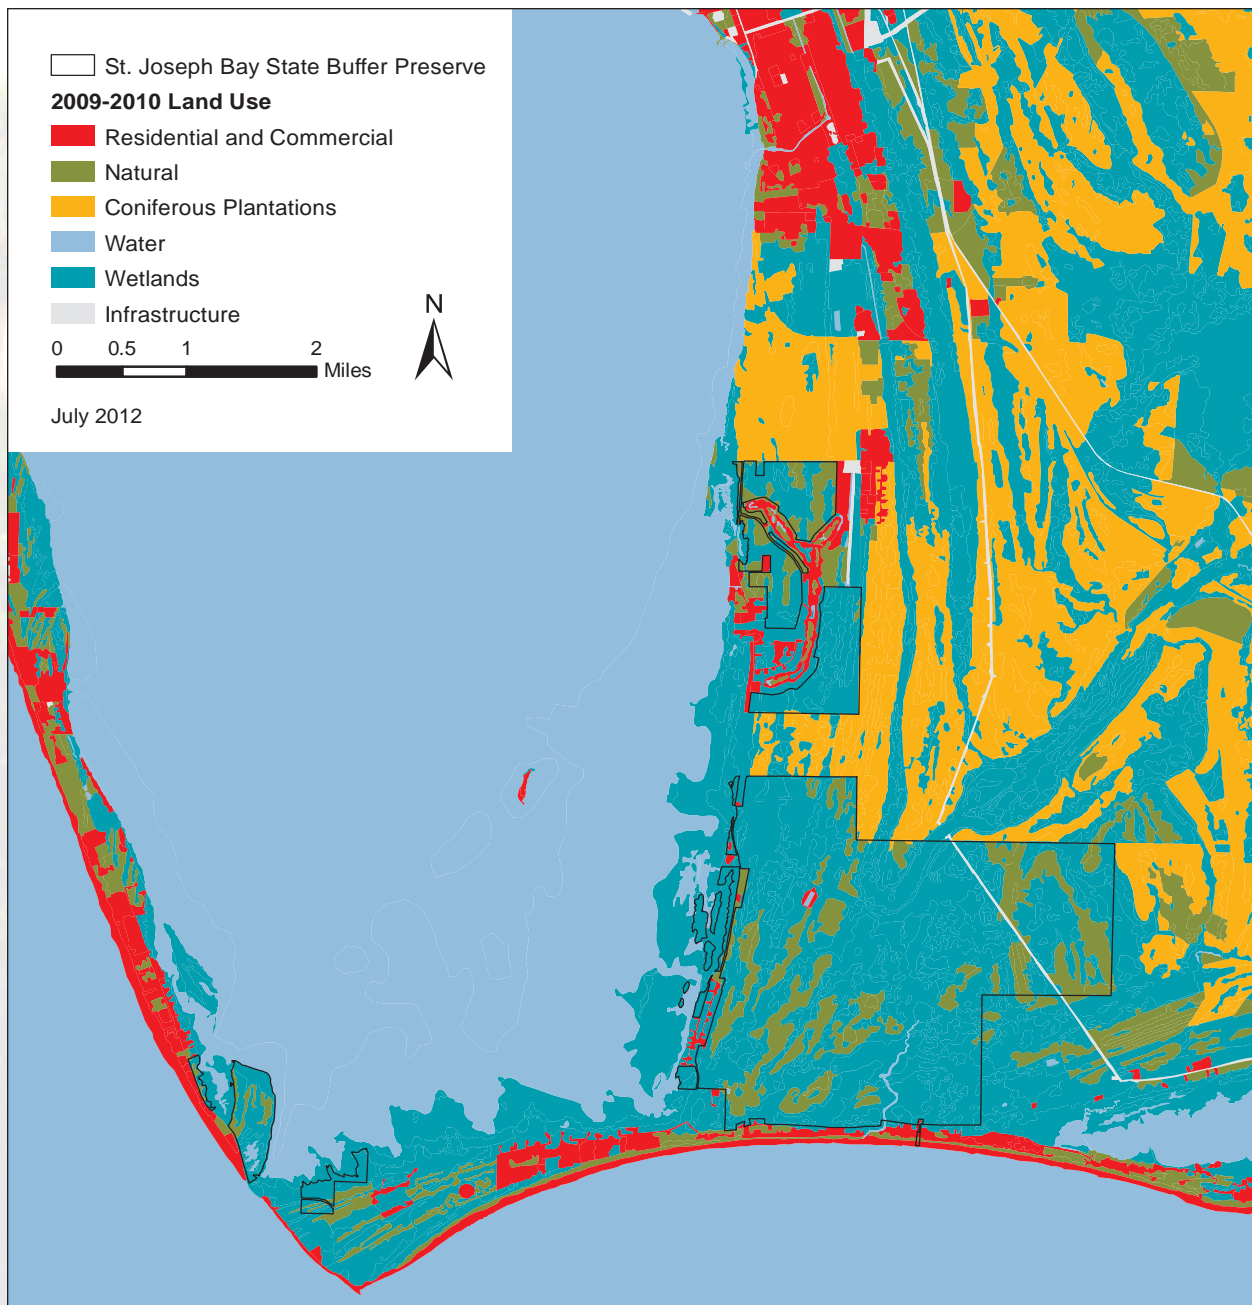 St. Joseph Bay State Buffer Preserve
2009-2010 Land Use
Residential and Commercial
Natural
Coniferous Plantations
Water
Wetlands
Infrastructure
N
0 0.5 1 2
Miles
July 2012